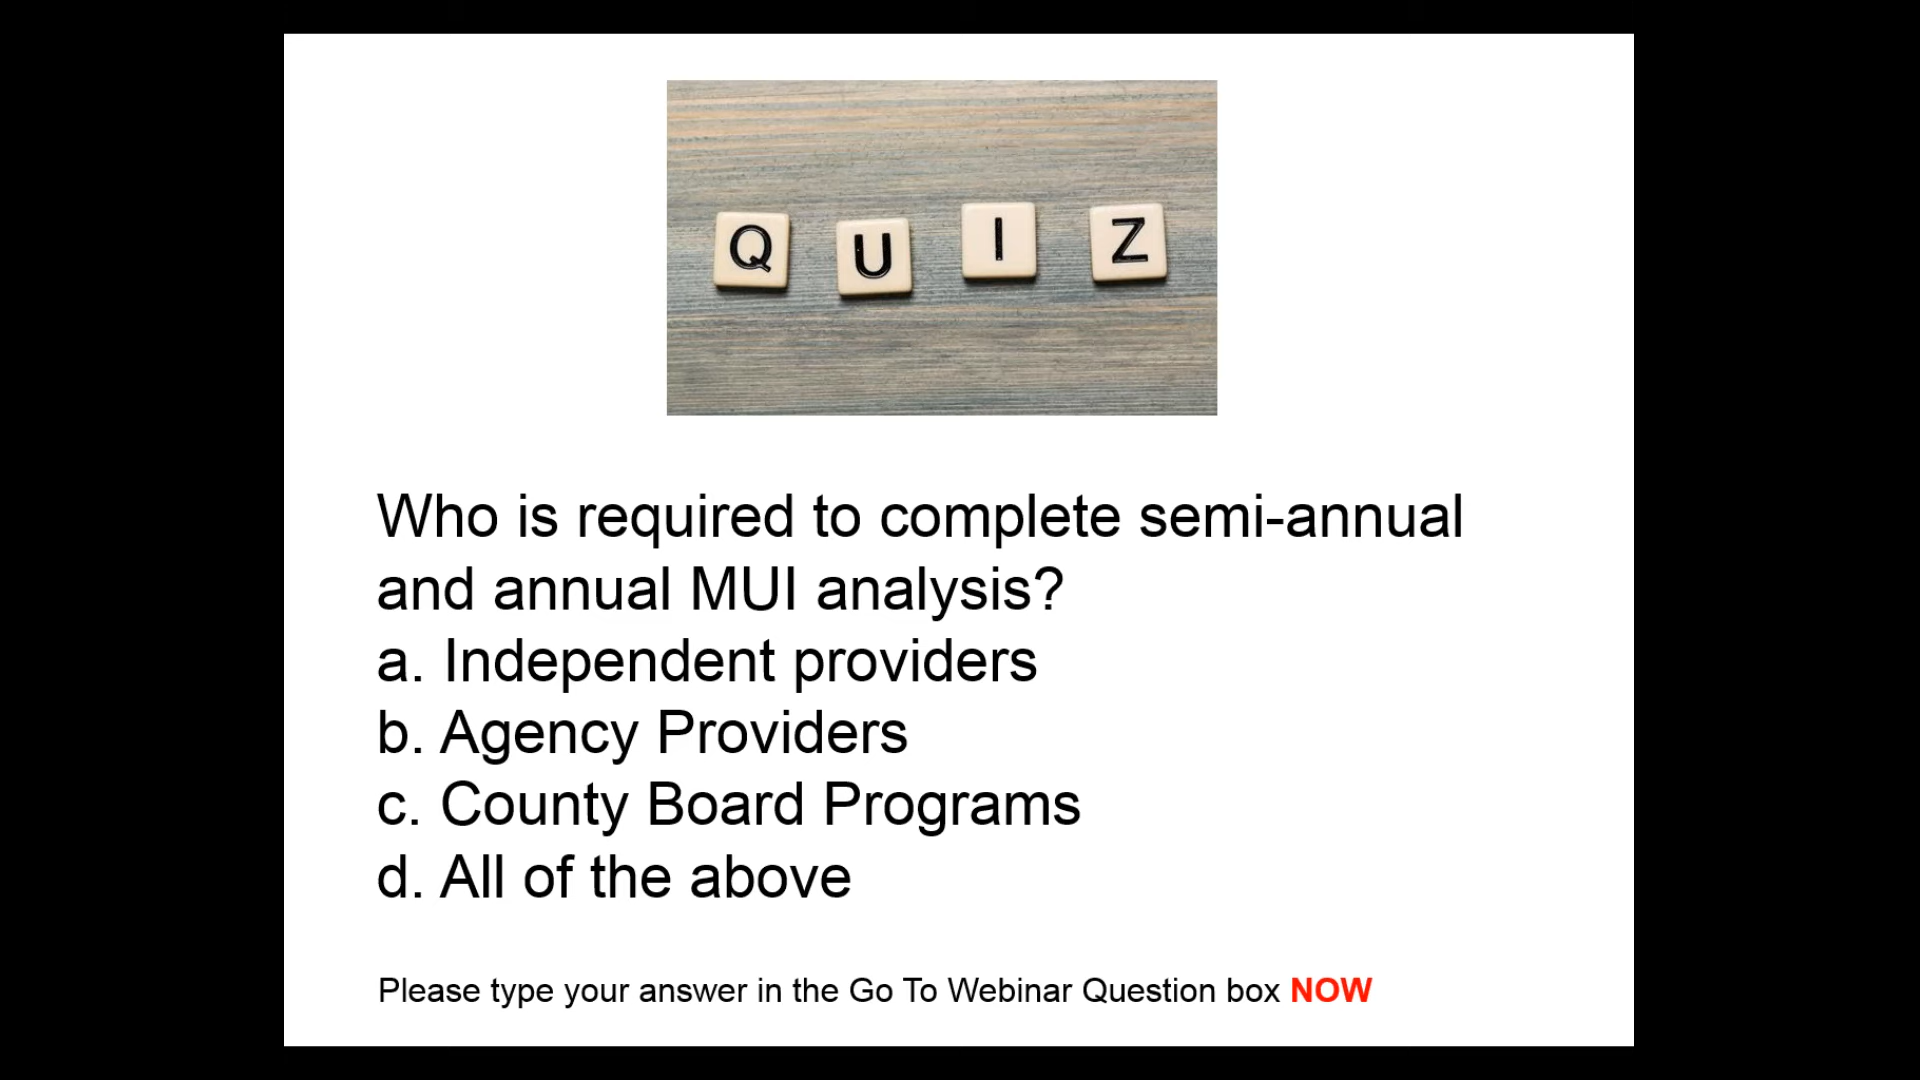 QUIZ
Who is required to complete semi-annual
and annual MUI analysis?
a. Independent providers
b. Agency Providers
c. County Board Programs
d. All of the above
Please type your answer in the Go To Webinar Question box NOW